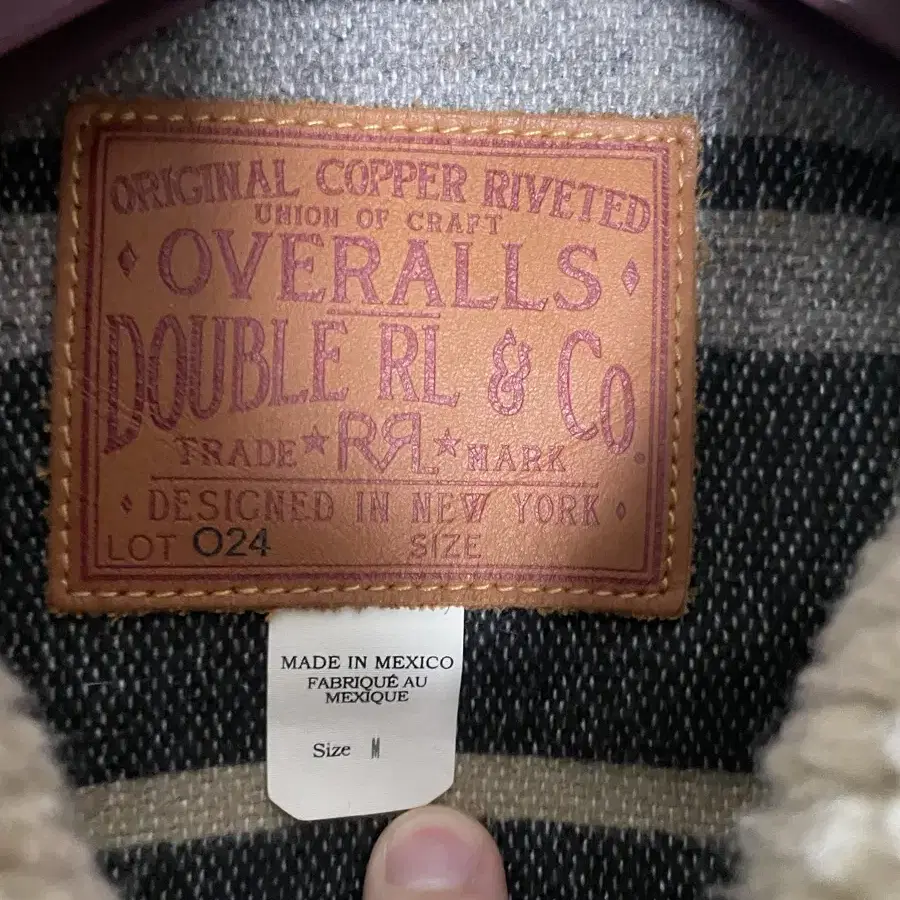 ORIGINAL COPPER RIVETED
UNION OF CRAFT
OVERALLS
DOUBLE RL & Co.
TRADE ★ RRL ★ MARK
DESIGNED IN NEW YORK
LOT 024 SIZE
MADE IN MEXICO
FABRIQUÉ AU
MEXIQUE
Size M